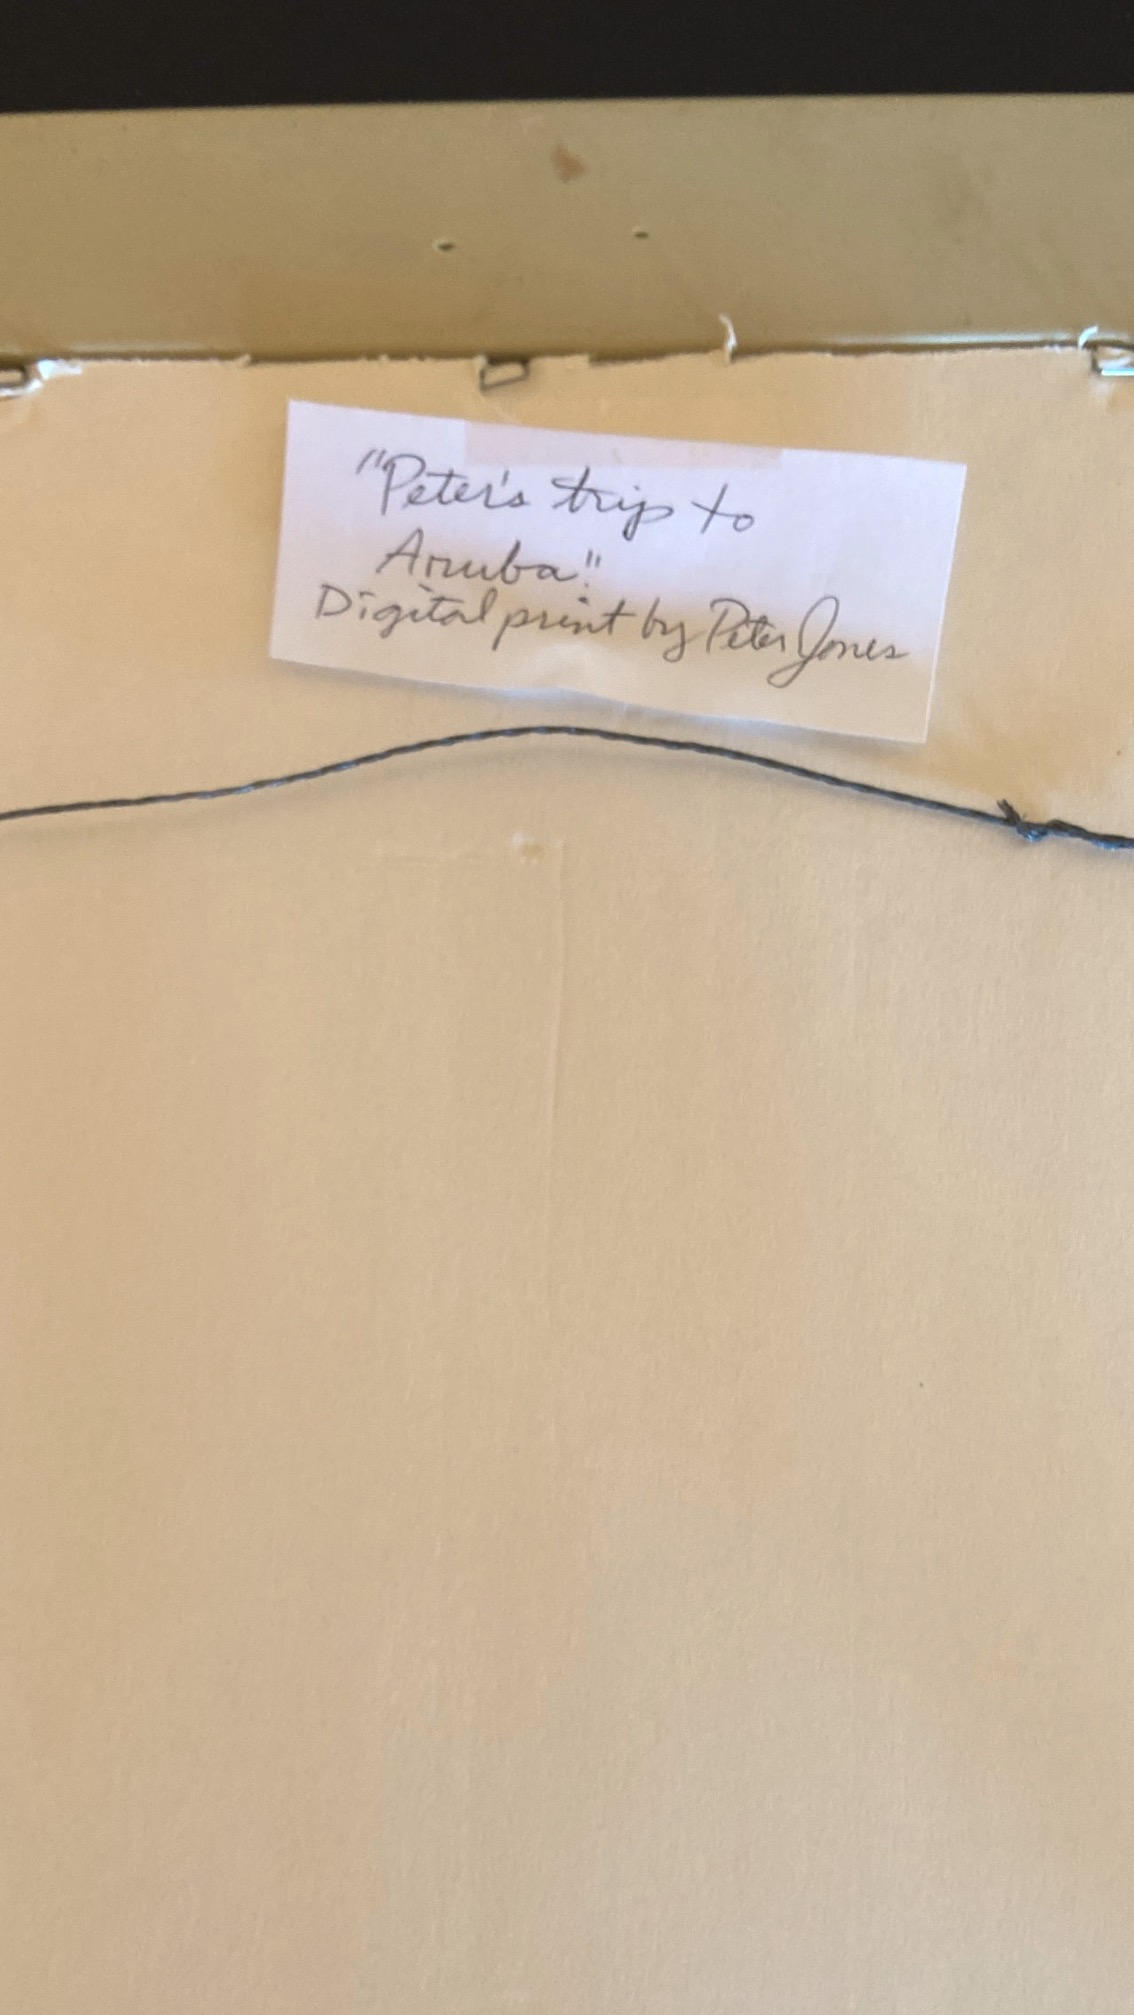 "Peter's trip to
Aruba."
Digital print by Peter Jones